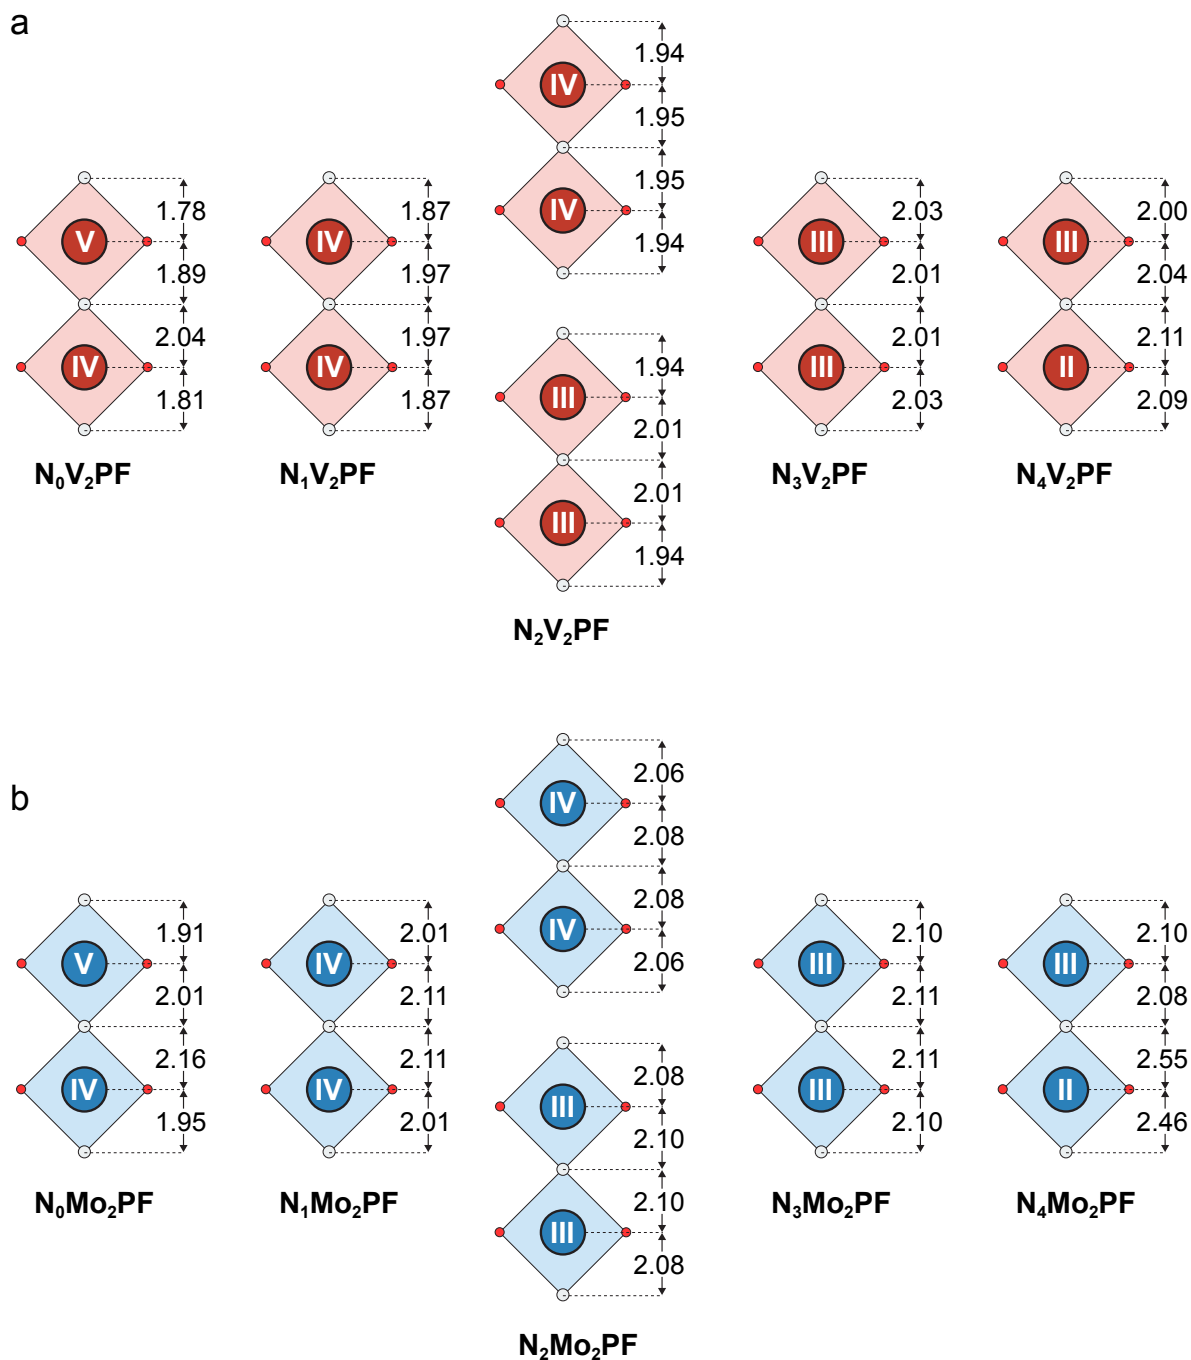 a
IV
1.94
1.95
IV
1.95
1.94
V
1.78
1.89
IV
2.04
1.81
N₀V₂PF
IV
1.87
1.97
IV
1.97
1.87
N₁V₂PF
III
1.94
2.01
III
2.01
1.94
N₂V₂PF
III
2.03
2.01
III
2.01
2.03
N₃V₂PF
III
2.00
2.04
II
2.11
2.09
N₄V₂PF
b
IV
2.06
2.08
IV
2.08
2.06
V
1.91
2.01
IV
2.16
1.95
N₀Mo₂PF
IV
2.01
2.11
IV
2.11
2.01
N₁Mo₂PF
III
2.08
2.10
III
2.10
2.08
N₂Mo₂PF
III
2.10
2.11
III
2.11
2.10
N₃Mo₂PF
III
2.10
2.08
II
2.55
2.46
N₄Mo₂PF